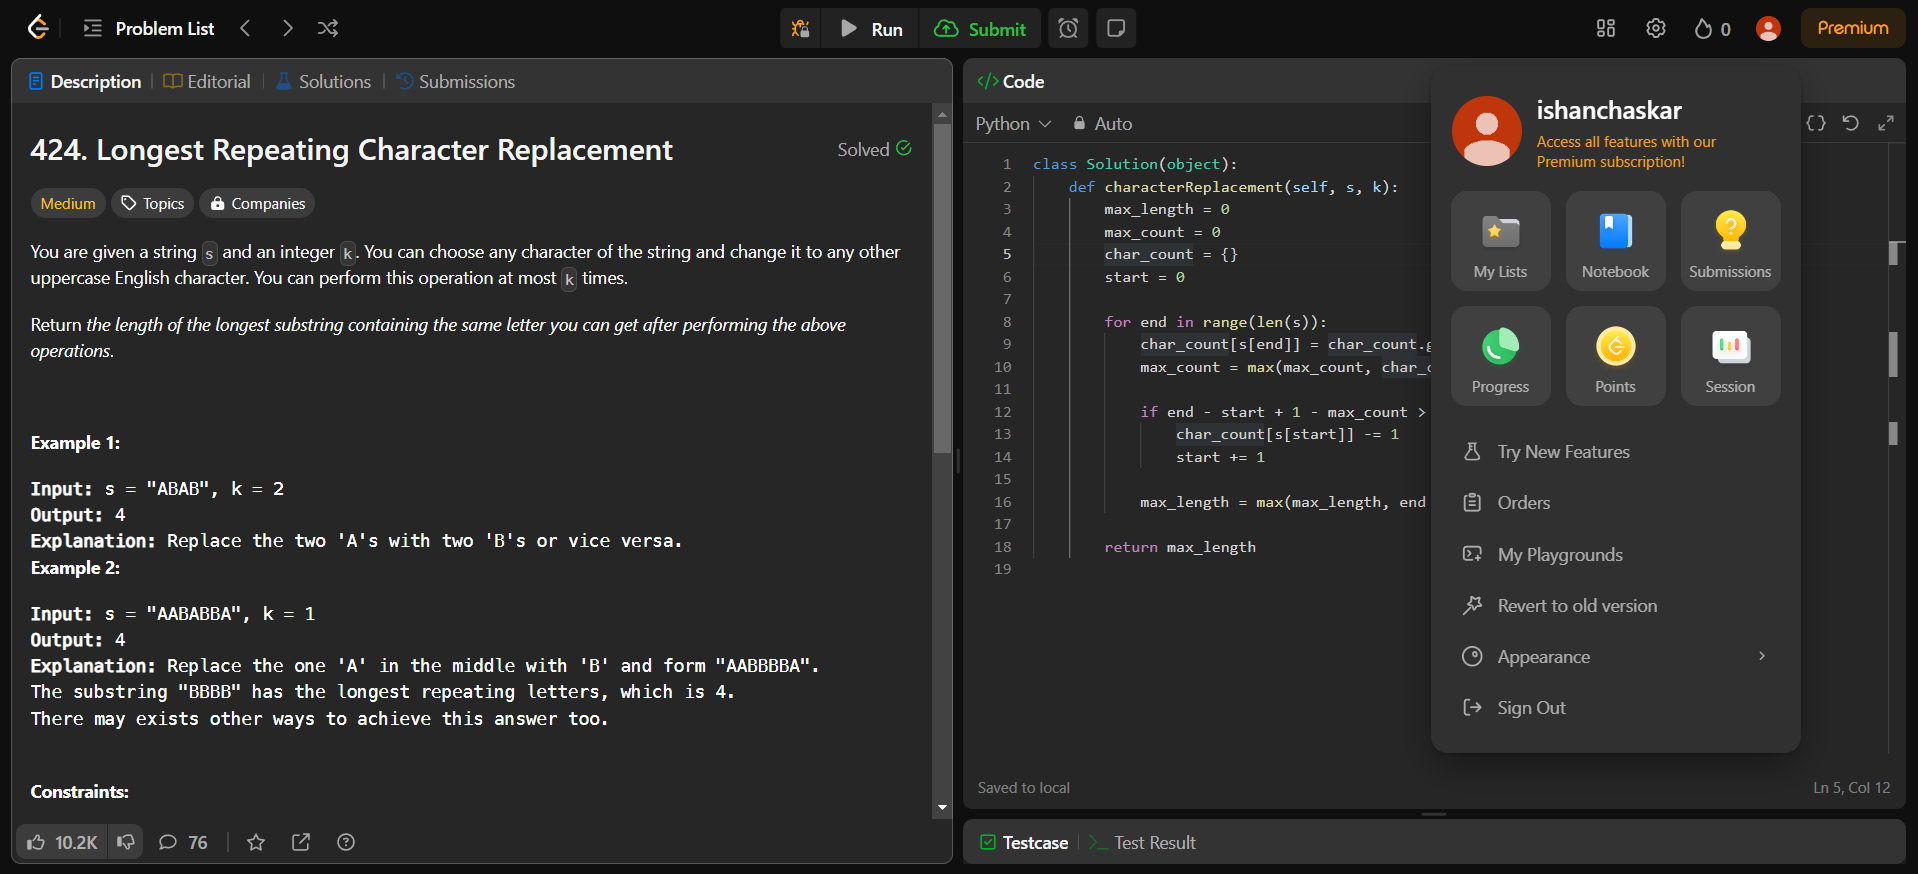 Problem List
Run
Submit
0
Premium
Description
Editorial
Solutions
Submissions
424. Longest Repeating Character Replacement
Solved
Medium
Topics
Companies
You are given a string s and an integer k. You can choose any character of the string and change it to any other
uppercase English character. You can perform this operation at most k times.
Return the length of the longest substring containing the same letter you can get after performing the above
operations.
Example 1:
Input: s = "ABAB", k = 2
Output: 4
Explanation: Replace the two 'A's with two 'B's or vice versa.
Example 2:
Input: s = "AABABBA", k = 1
Output: 4
Explanation: Replace the one 'A' in the middle with 'B' and form "AABBBBA".
The substring "BBBB" has the longest repeating letters, which is 4.
There may exists other ways to achieve this answer too.
Constraints:
10.2K
76
</> Code
Python
Auto
1 class Solution(object):
2 def characterReplacement(self, s, k):
3 max_length = 0
4 max_count = 0
5 char_count = {}
6 start = 0
7
8 for end in range(len(s)):
9 char_count[s[end]] = char_count.g
10 max_count = max(max_count, char_c
11
12 if end - start + 1 - max_count >
13 char_count[s[start]] -= 1
14 start += 1
15
16 max_length = max(max_length, end
17
18 return max_length
19
Saved to local
Ln 5, Col 12
Testcase
Test Result
ishanchaskar
Access all features with our
Premium subscription!
My Lists
Notebook
Submissions
Progress
Points
Session
Try New Features
Orders
My Playgrounds
Revert to old version
Appearance
Sign Out